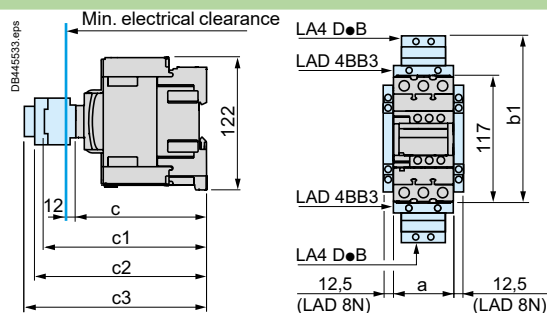 Min. electrical clearance
DB445533.eps
122
12
c
c1
c2
c3
LA4 D●B
LAD 4BB3
b1
117
LAD 4BB3
LA4 D●B
12,5
(LAD 8N)
a
12,5
(LAD 8N)